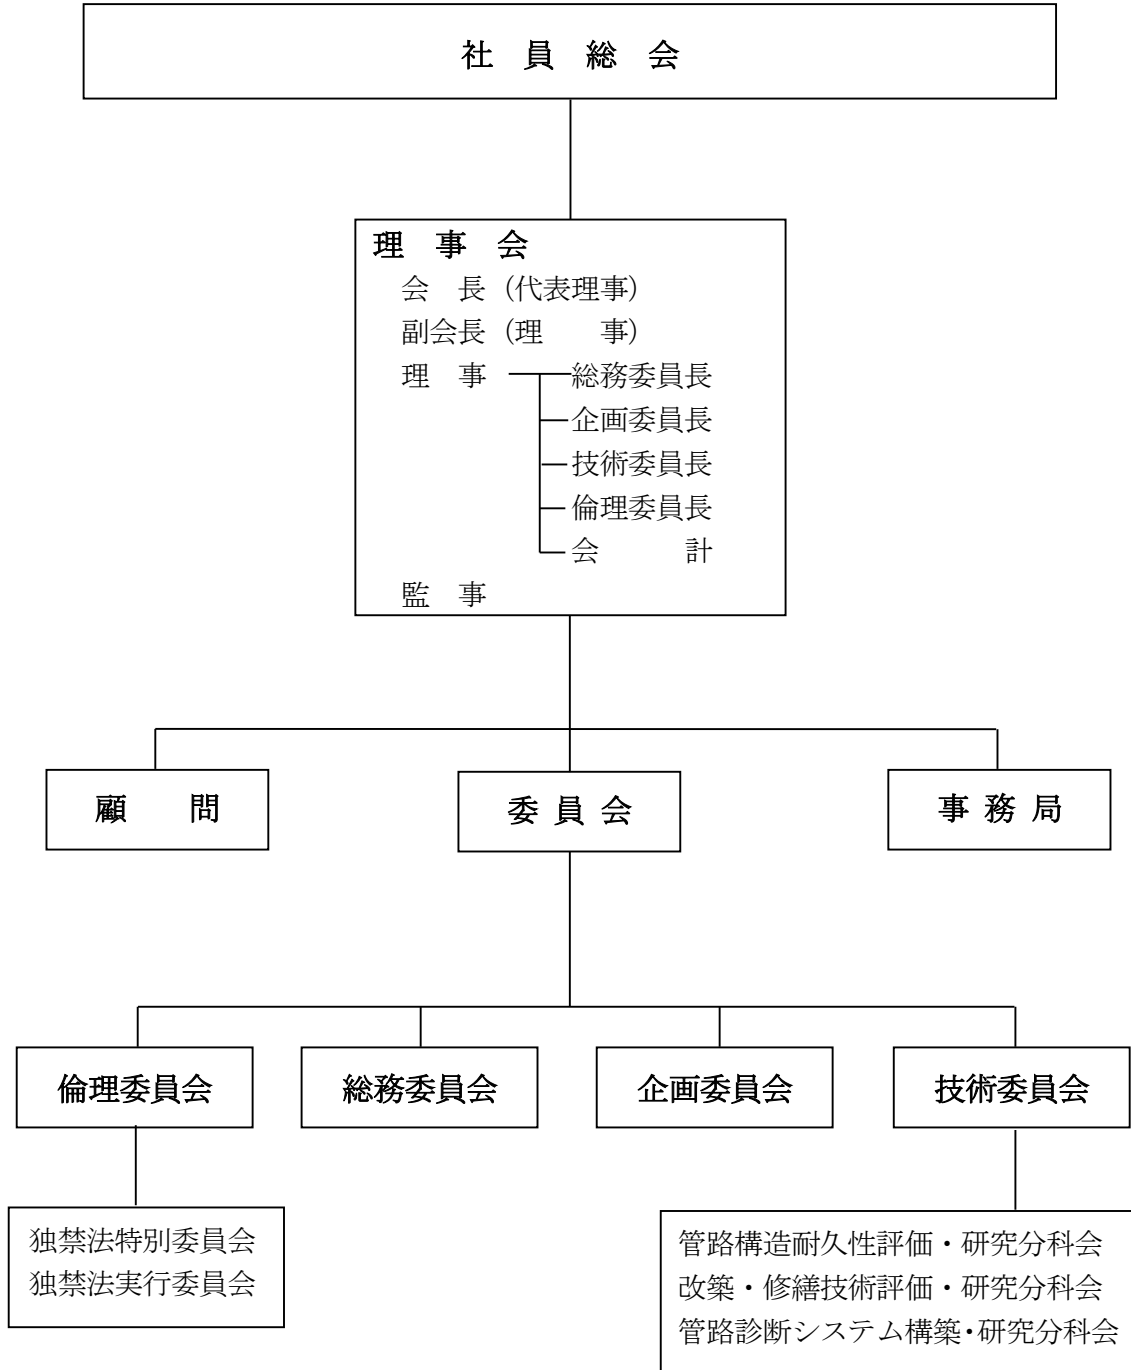 社 員 総 会
理 事 会
会 長 (代表理事)
副会長 (理 事)
理 事 総務委員長
企画委員長
技術委員長
倫理委員長
会 計
監 事
顧 問
委 員 会
事 務 局
倫理委員会
総務委員会
企画委員会
技術委員会
独禁法特別委員会
独禁法実行委員会
管路構造耐久性評価・研究分科会
改築・修繕技術評価・研究分科会
管路診断システム構築・研究分科会